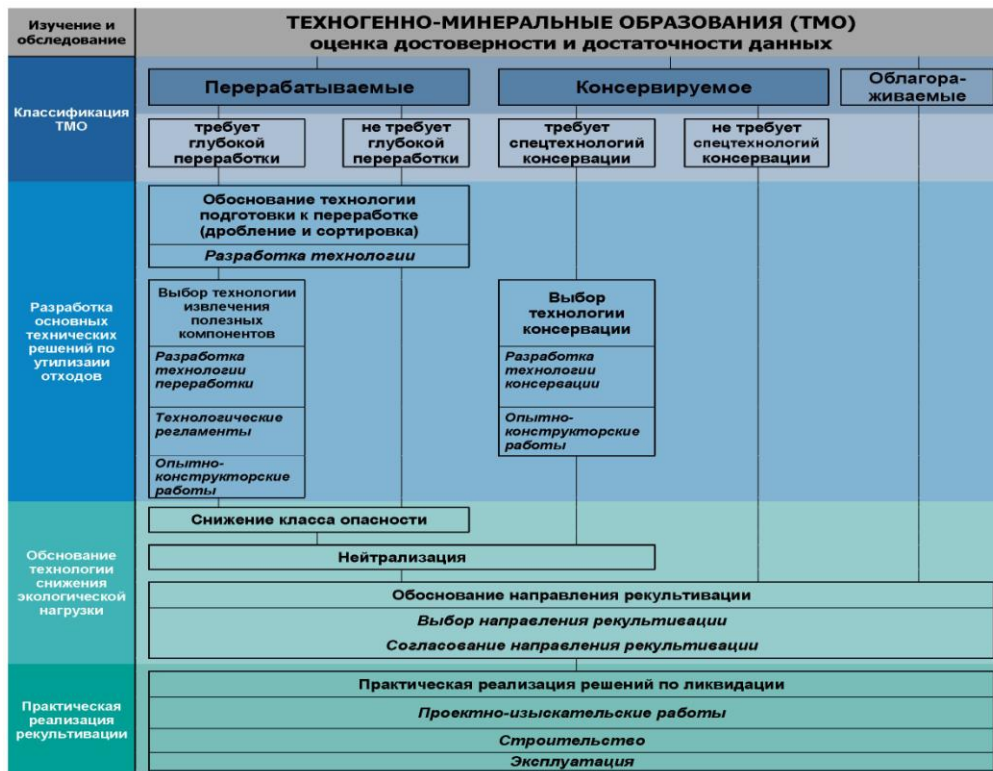 Изучение и
обследование
ТЕХНОГЕННО-МИНЕРАЛЬНЫЕ ОБРАЗОВАНИЯ (ТМО)
оценка достоверности и достаточности данных
Классификация
ТМО
Перерабатываемые
Консервируемое
Облагора-
живаемые
требует
глубокой
переработки
не требует
глубокой
переработки
требует
спецтехнологий
консервации
не требует
спецтехнологий
консервации
Разработка
основных
технических
решений по
утилизаии
отходов
Обоснование технологии
подготовки к переработке
(дробление и сортировка)
Разработка технологии
Выбор технологии
извлечения
полезных
компонентов
Разработка
технологии
переработки
Технологические
регламенты
Опытно-
конструкторские
работы
Выбор
технологии
консервации
Разработка
технологии
консервации
Опытно-
конструкторские
работы
Обснование
технологии
снижения
экологической
нагрузки
Снижение класса опасности
Нейтрализация
Обоснование направления рекультивации
Выбор направления рекультивации
Согласование направления рекультивации
Практическая
реализация
рекультивации
Практическая реализация решений по ликвидации
Проектно-изыскательские работы
Строительство
Эксплуатация